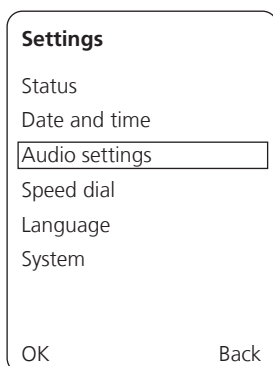 Settings
Status
Date and time
Audio settings
Speed dial
Language
System
OK Back